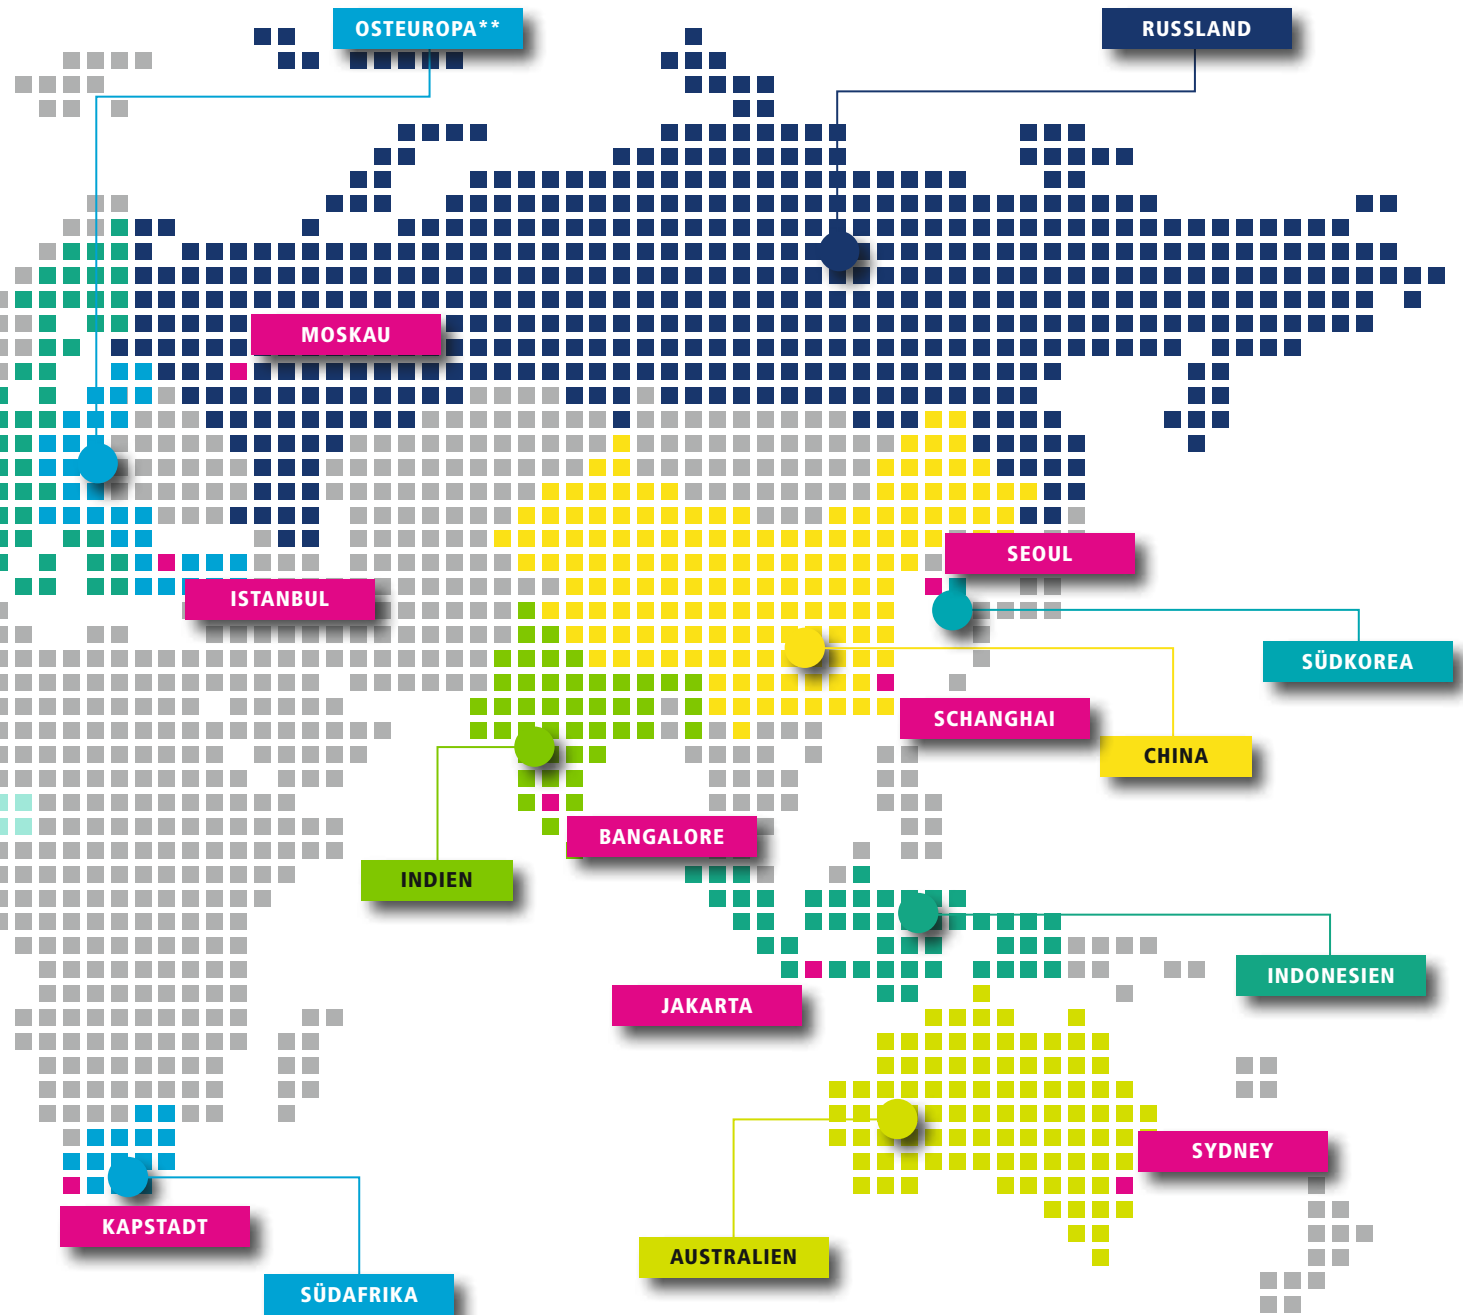 OSTEUROPA**
RUSSLAND
MOSKAU
SEOUL
ISTANBUL
SÜDKOREA
SCHANGHAI
CHINA
BANGALORE
INDIEN
INDONESIEN
JAKARTA
SYDNEY
KAPSTADT
AUSTRALIEN
SÜDAFRIKA